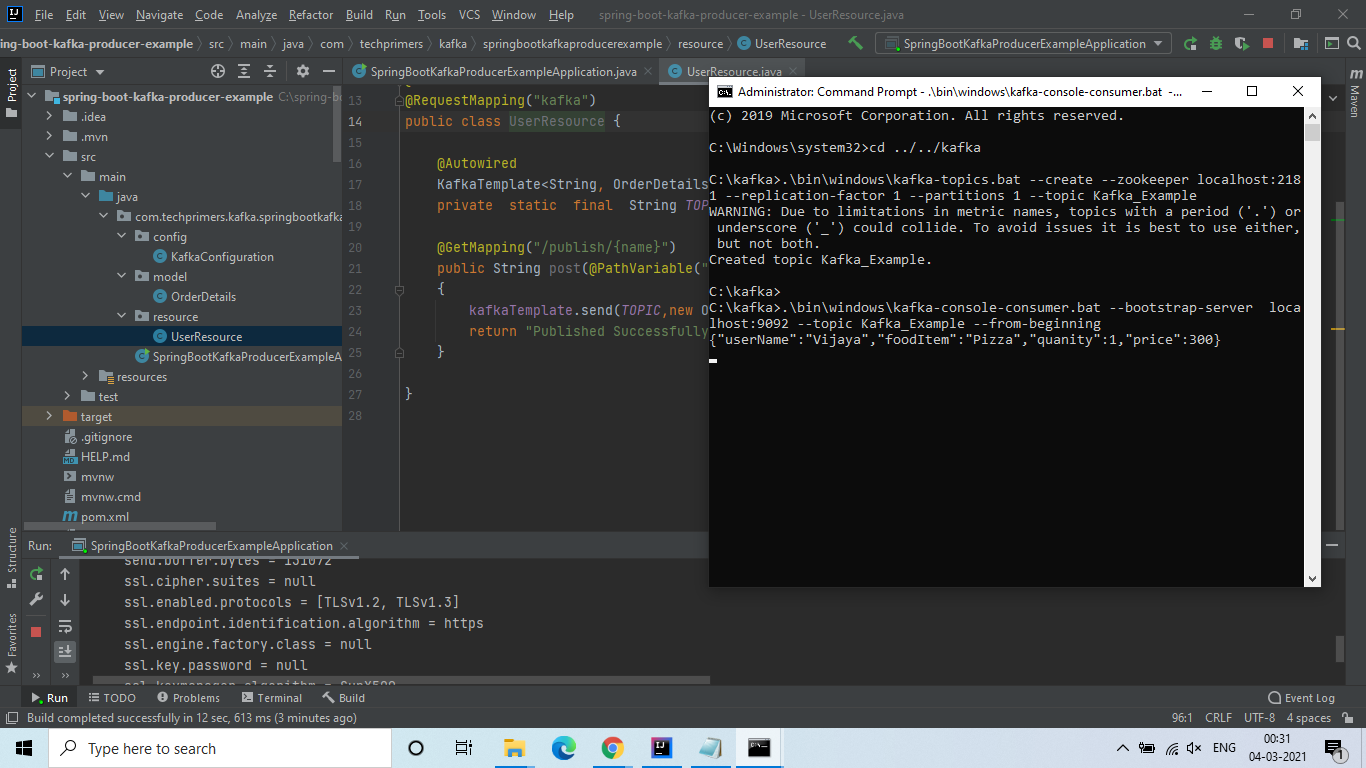 File Edit View Navigate Code Analyze Refactor Build Run Tools VCS Window Help spring-boot-kafka-producer-example - UserResource.java
ng-boot-kafka-producer-example src main java com techprimers kafka springbootkafkaproducerexample resource UserResource SpringBootKafkaProducerExampleApplication
Project
SpringBootKafkaProducerExampleApplication.java
UserResource.java
Project
Structure
Favorites
Maven
spring-boot-kafka-producer-example C:\spring-b
.idea
.mvn
src
main
java
com.techprimers.kafka.springbootkafka
config
KafkaConfiguration
model
OrderDetails
resource
UserResource
SpringBootKafkaProducerExampleA
resources
test
target
.gitignore
HELP.md
mvnw
mvnw.cmd
pom.xml
13 @RequestMapping("kafka")
14 public class UserResource {
15
16 @Autowired
17 KafkaTemplate<String, OrderDetails
18 private static final String TOP
19
20 @GetMapping("/publish/{name}")
21 public String post(@PathVariable("
22 {
23 kafkaTemplate.send(TOPIC,new O
24 return "Published Successfully
25 }
26
27 }
28
Administrator: Command Prompt - .\bin\windows\kafka-console-consumer.bat --...
(c) 2019 Microsoft Corporation. All rights reserved.
C:\Windows\system32>cd ../../kafka
C:\kafka>.\bin\windows\kafka-topics.bat --create --zookeeper localhost:218
1 --replication-factor 1 --partitions 1 --topic Kafka_Example
WARNING: Due to limitations in metric names, topics with a period ('.') or
underscore ('_') could collide. To avoid issues it is best to use either,
but not both.
Created topic Kafka_Example.
C:\kafka>
C:\kafka>.\bin\windows\kafka-console-consumer.bat --bootstrap-server loca
lhost:9092 --topic Kafka_Example --from-beginning
{"userName":"Vijaya","foodItem":"Pizza","quanity":1,"price":300}
Run: SpringBootKafkaProducerExampleApplication
send.buffer.bytes = 131072
ssl.cipher.suites = null
ssl.enabled.protocols = [TLSv1.2, TLSv1.3]
ssl.endpoint.identification.algorithm = https
ssl.engine.factory.class = null
ssl.key.password = null
ssl.keymanager.algorithm = SunX509
Run TODO Problems Terminal Build Event Log
Build completed successfully in 12 sec, 613 ms (3 minutes ago) 96:1 CRLF UTF-8 4 spaces
Type here to search
ENG
00:31
04-03-2021
1